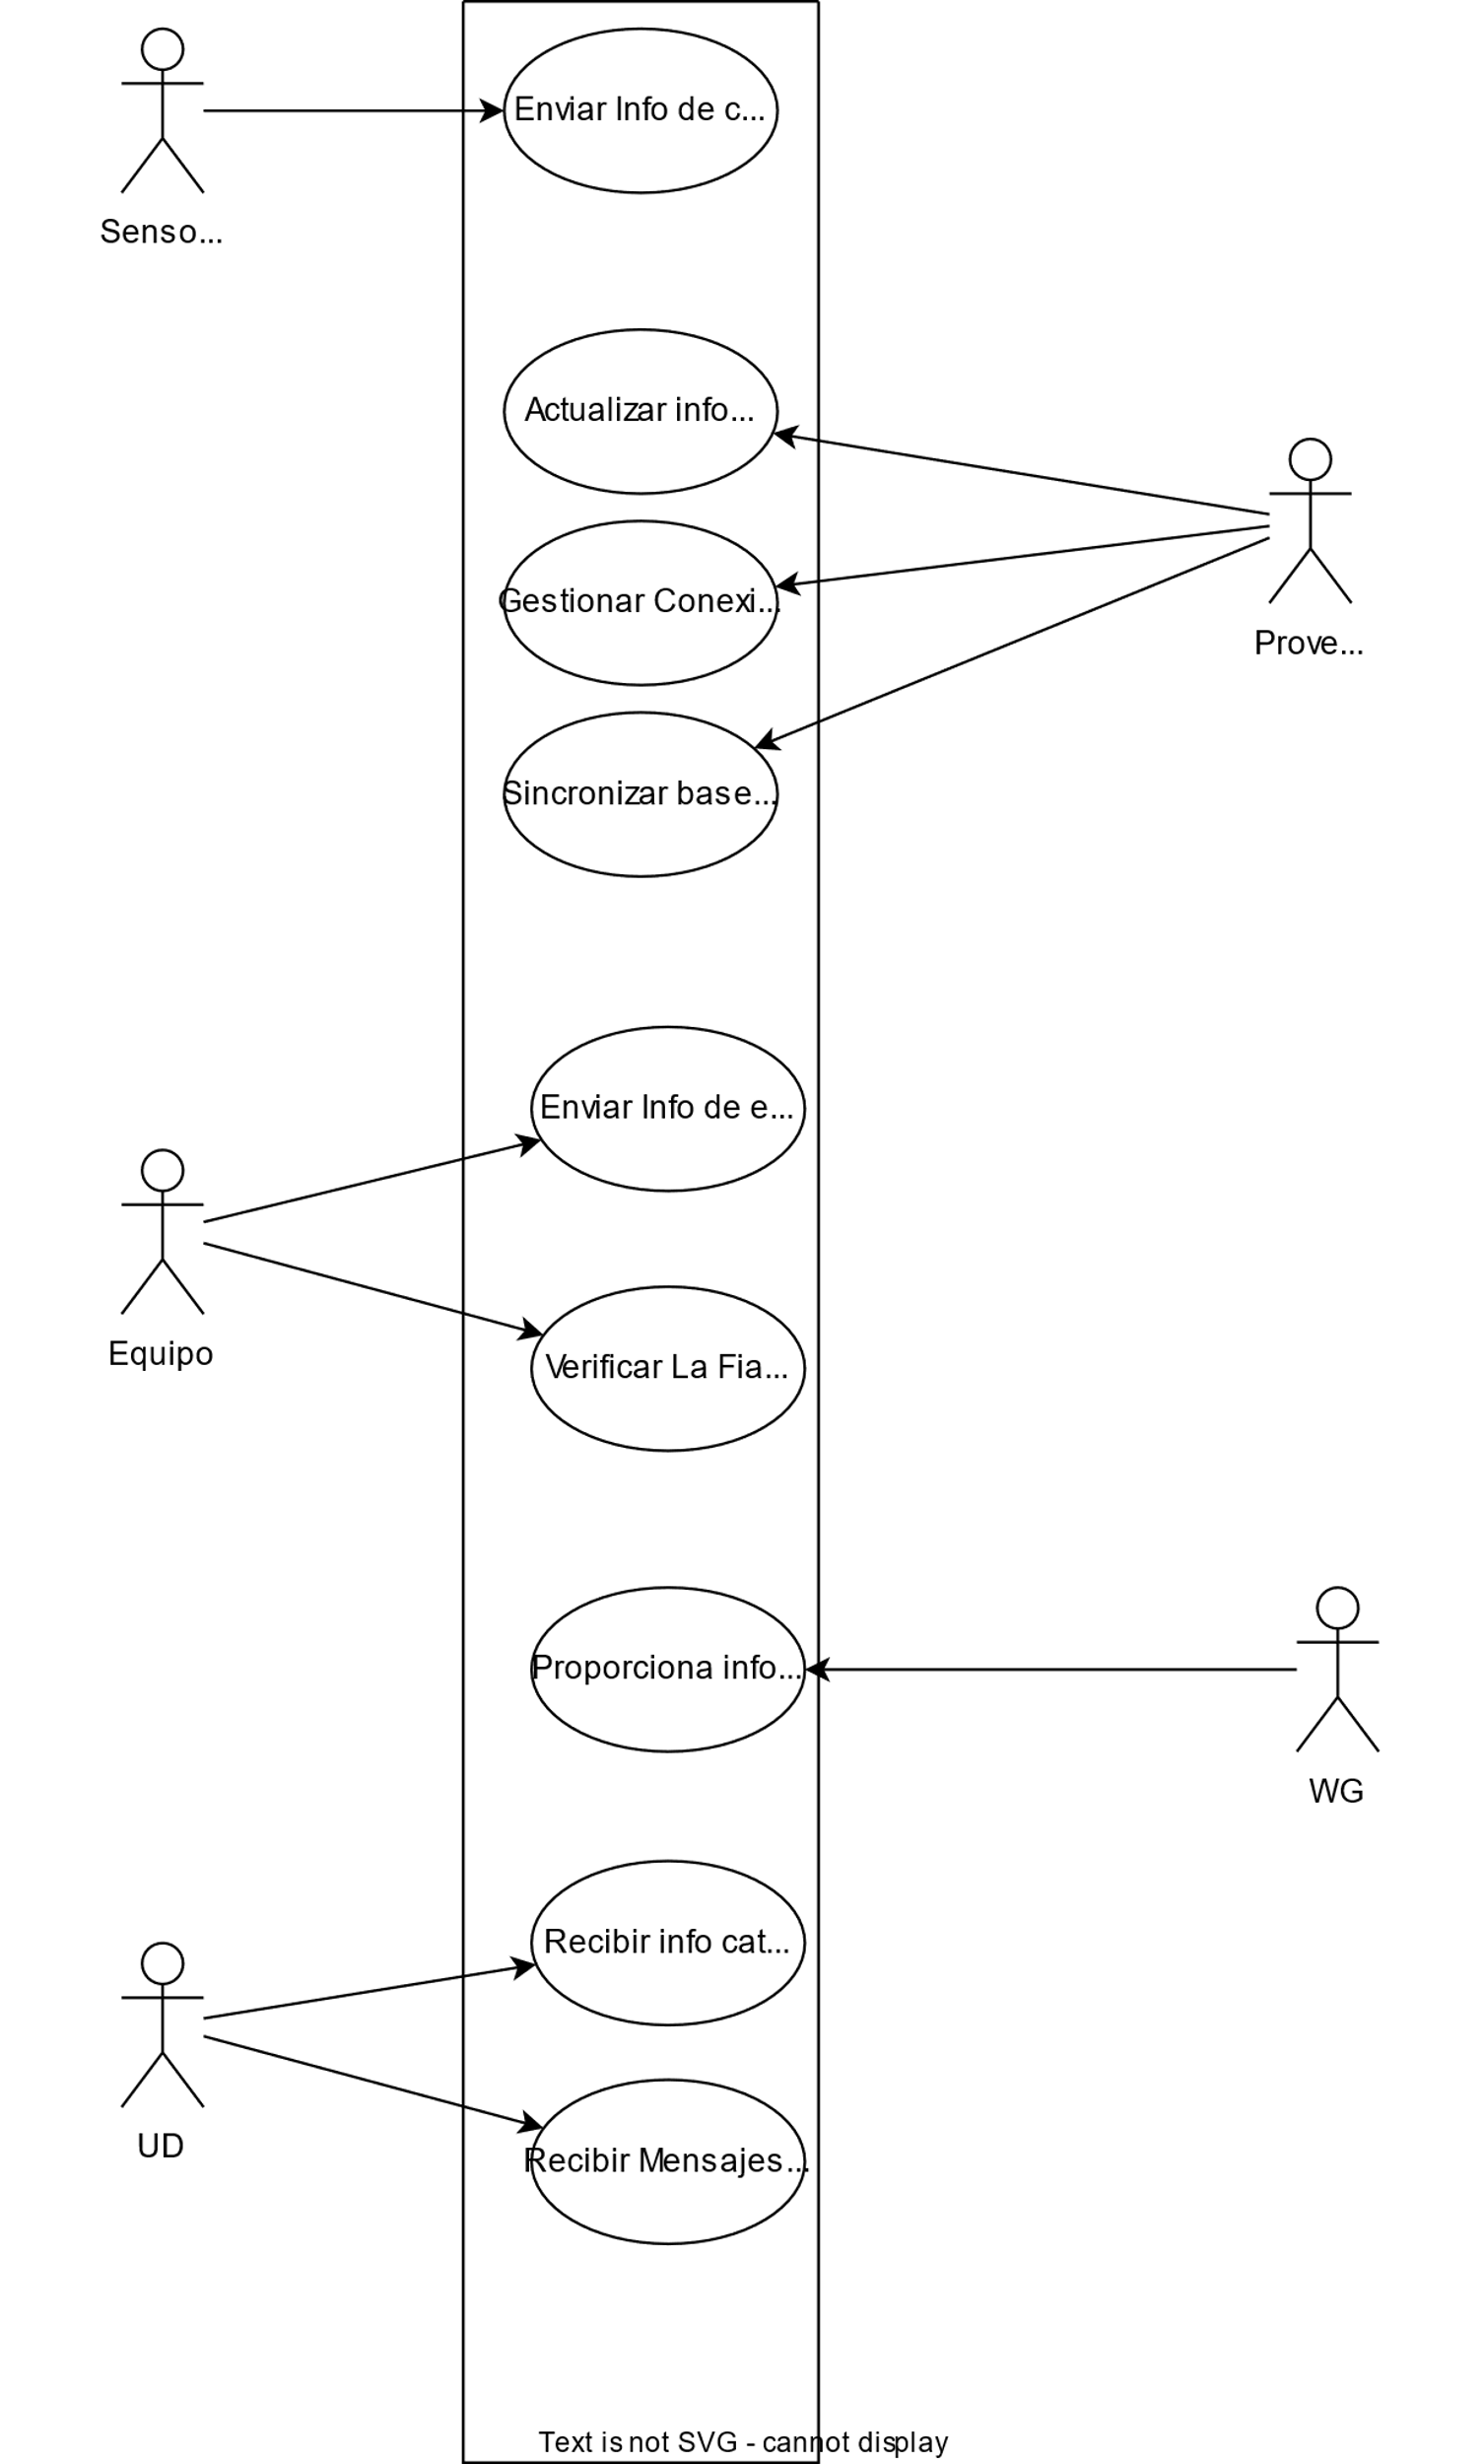 Enviar Info de c...
Senso...
Actualizar info...
Gestionar Conexi...
Prove...
Sincronizar base...
Enviar Info de e...
Equipo
Verificar La Fia...
Proporciona info...
WG
Recibir info cat...
UD
Recibir Mensajes...
Text is not SVG - cannot display